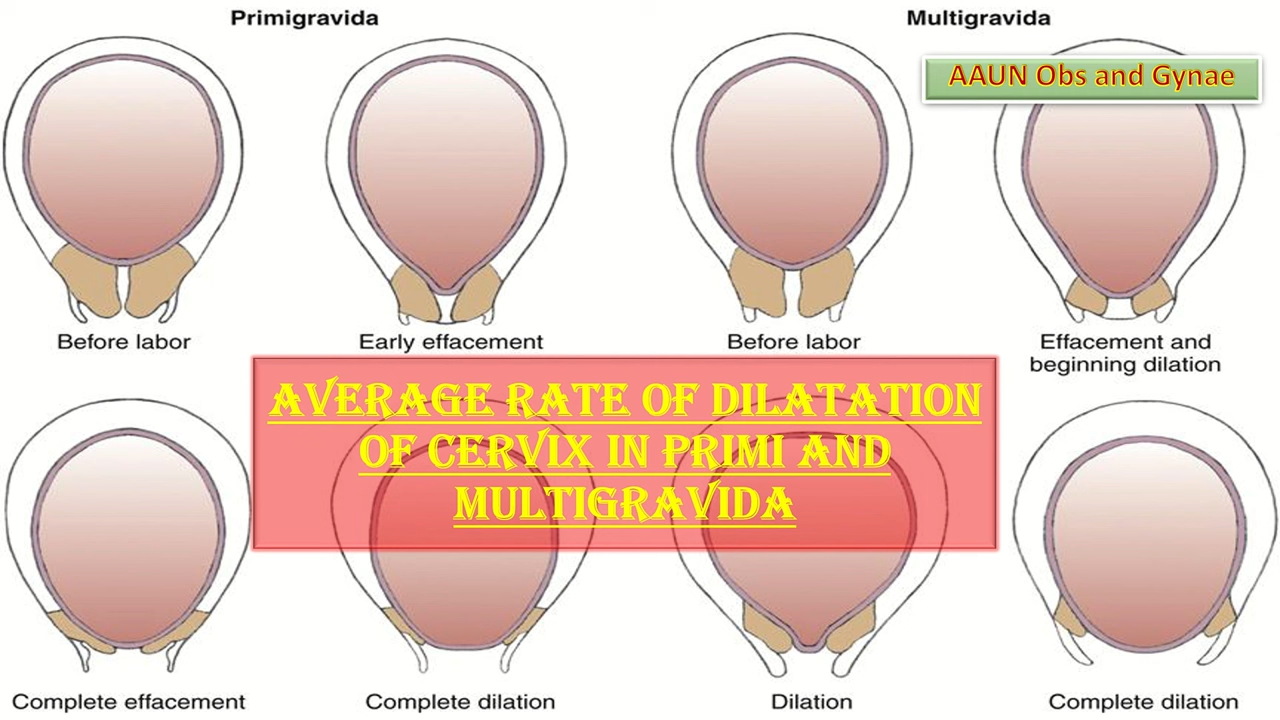 Primigravida
Multigravida
AAUN Obs and Gynae
Before labor
Early effacement
Before labor
Effacement and
beginning dilation
AVERAGE RATE OF DILATATION
OF CERVIX IN PRIMI AND
MULTIGRAVIDA
Complete effacement
Complete dilation
Dilation
Complete dilation